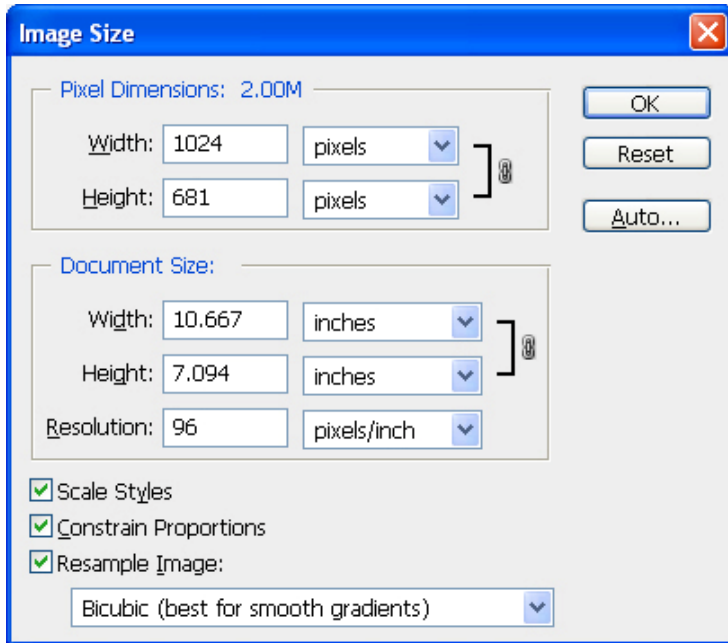 Image Size
Pixel Dimensions: 2.00M
Width: 1024 pixels
Height: 681 pixels
OK
Reset
Auto...
Document Size:
Width: 10.667 inches
Height: 7.094 inches
Resolution: 96 pixels/inch
Scale Styles
Constrain Proportions
Resample Image:
Bicubic (best for smooth gradients)